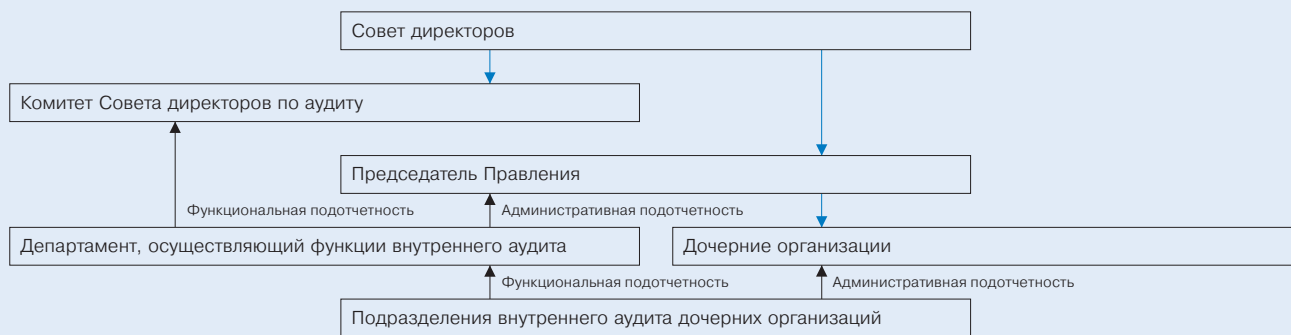 Совет директоров
Комитет Совета директоров по аудиту
Председатель Правления
Функциональная подотчетность
Административная подотчетность
Департамент, осуществляющий функции внутреннего аудита
Дочерние организации
Функциональная подотчетность
Административная подотчетность
Подразделения внутреннего аудита дочерних организаций